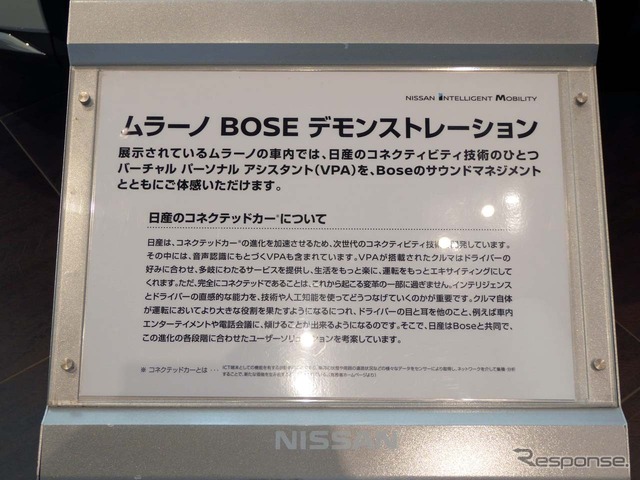 NISSAN INTELLIGENT MOBILITY
ムラーノ BOSE デモンストレーション
展示されているムラーノの車内では、日産のコネクティビティ技術のひとつ
バーチャル パーソナル アシスタント(VPA)を、Boseのサウンドマネジメント
とともにご体感いただけます。
日産のコネクテッドカー※について
日産は、コネクテッドカー※の進化を加速させるため、次世代のコネクティビティ技術 発しています。
その中には、音声認識にもとづくVPAも含まれています。VPAが搭載されたクルマはドライバーの
好みに合わせ、多岐にわたるサービスを提供し、生活をもっと楽に、運転をもっとエキサイティングにして
くれます。ただ、完全にコネクテッドであることは、これから起こる変革の一部に過ぎません。インテリジェンス
とドライバーの直感的な能力を、技術や人工知能を使ってどうつなげていくのかが重要です。クルマ自体
が運転においてより大きな役割を果たすようになるにつれ、ドライバーの目と耳を他のこと、例えば車内
エンターテイメントや電話会議に、傾けることが出来るようになるのです。そこで、日産はBoseと共同で、
この進化の各段階に合わせたユーザーソリューションを考案しています。
※ コネクテッドカーとは・・・ ICT端末としての機能を有する
NISSAN
Response.